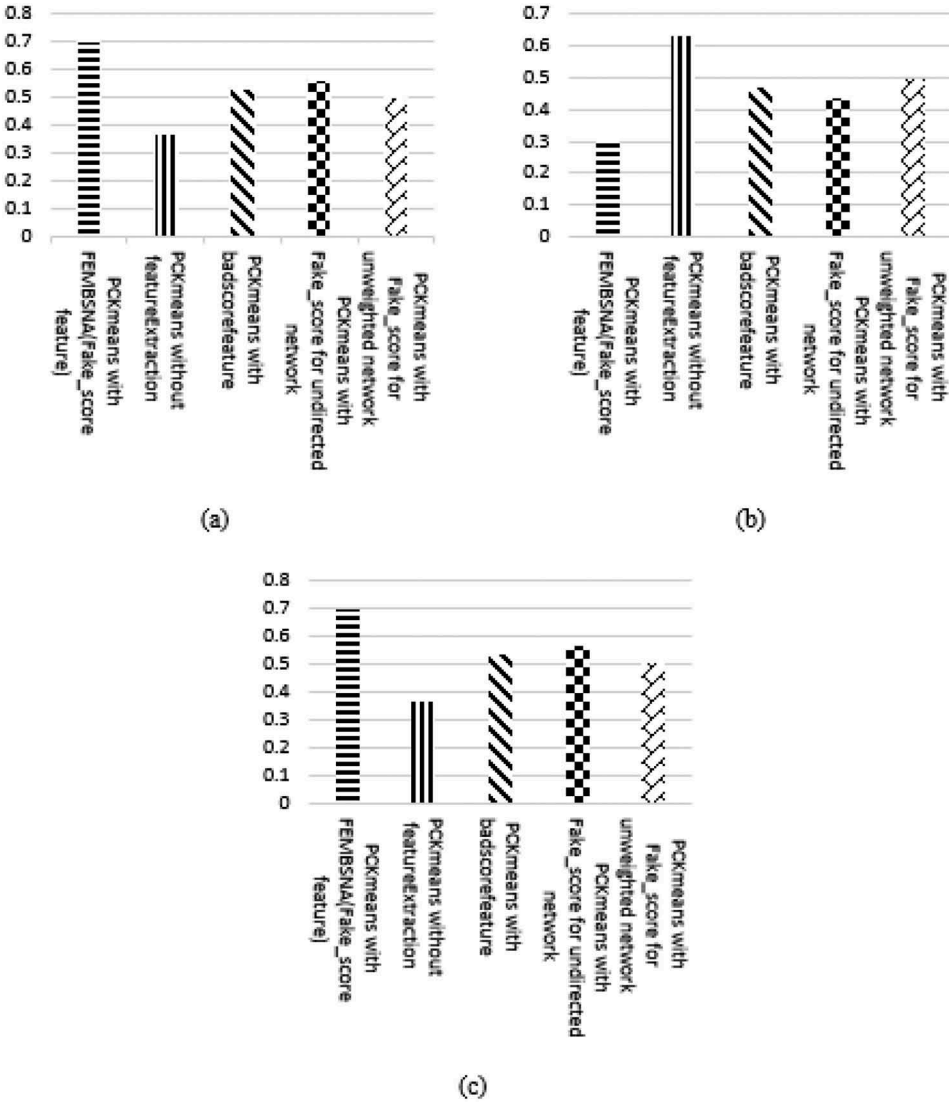 0.8
0.7
0.6
0.5
0.4
0.3
0.2
0.1
0
PCKmeans with
FEMBSNA(Fake_score
feature)
PCKmeans without
featureExtraction
PCKmeans with
badscorefeature
PCKmeans with
Fake_score for undirected
network
PCKmeans with
Fake_score for
unweighted network
(a)
0.7
0.6
0.5
0.4
0.3
0.2
0.1
0
PCKmeans with
FEMBSNA(Fake_score
feature)
PCKmeans without
featureExtraction
PCKmeans with
badscorefeature
PCKmeans with
Fake_score for undirected
network
PCKmeans with
Fake_score for
unweighted network
(b)
0.8
0.7
0.6
0.5
0.4
0.3
0.2
0.1
0
PCKmeans with
FEMBSNA(Fake_score
feature)
PCKmeans without
featureExtraction
PCKmeans with
badscorefeature
PCKmeans with
Fake_score for undirected
network
PCKmeans with
Fake_score for
unweighted network
(c)